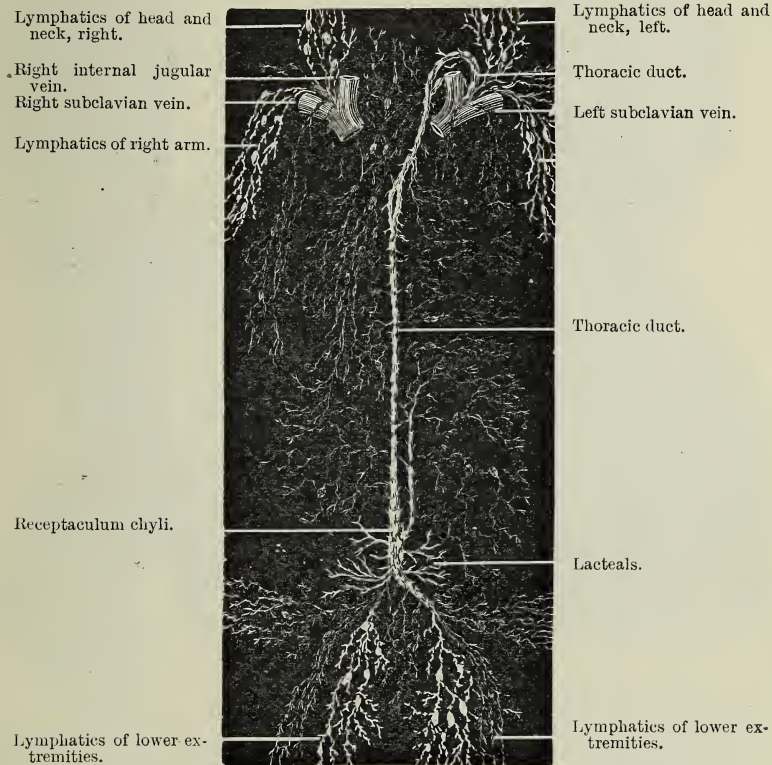 Lymphatics of head and
neck, right.
Right internal jugular
vein.
Right subclavian vein.
Lymphatics of right arm.
Receptaculum chyli.
Lymphatics of lower ex-
tremities.
Lymphatics of head and
neck, left.
Thoracic duct.
Left subclavian vein.
Thoracic duct.
Lacteals.
Lymphatics of lower ex-
tremities.